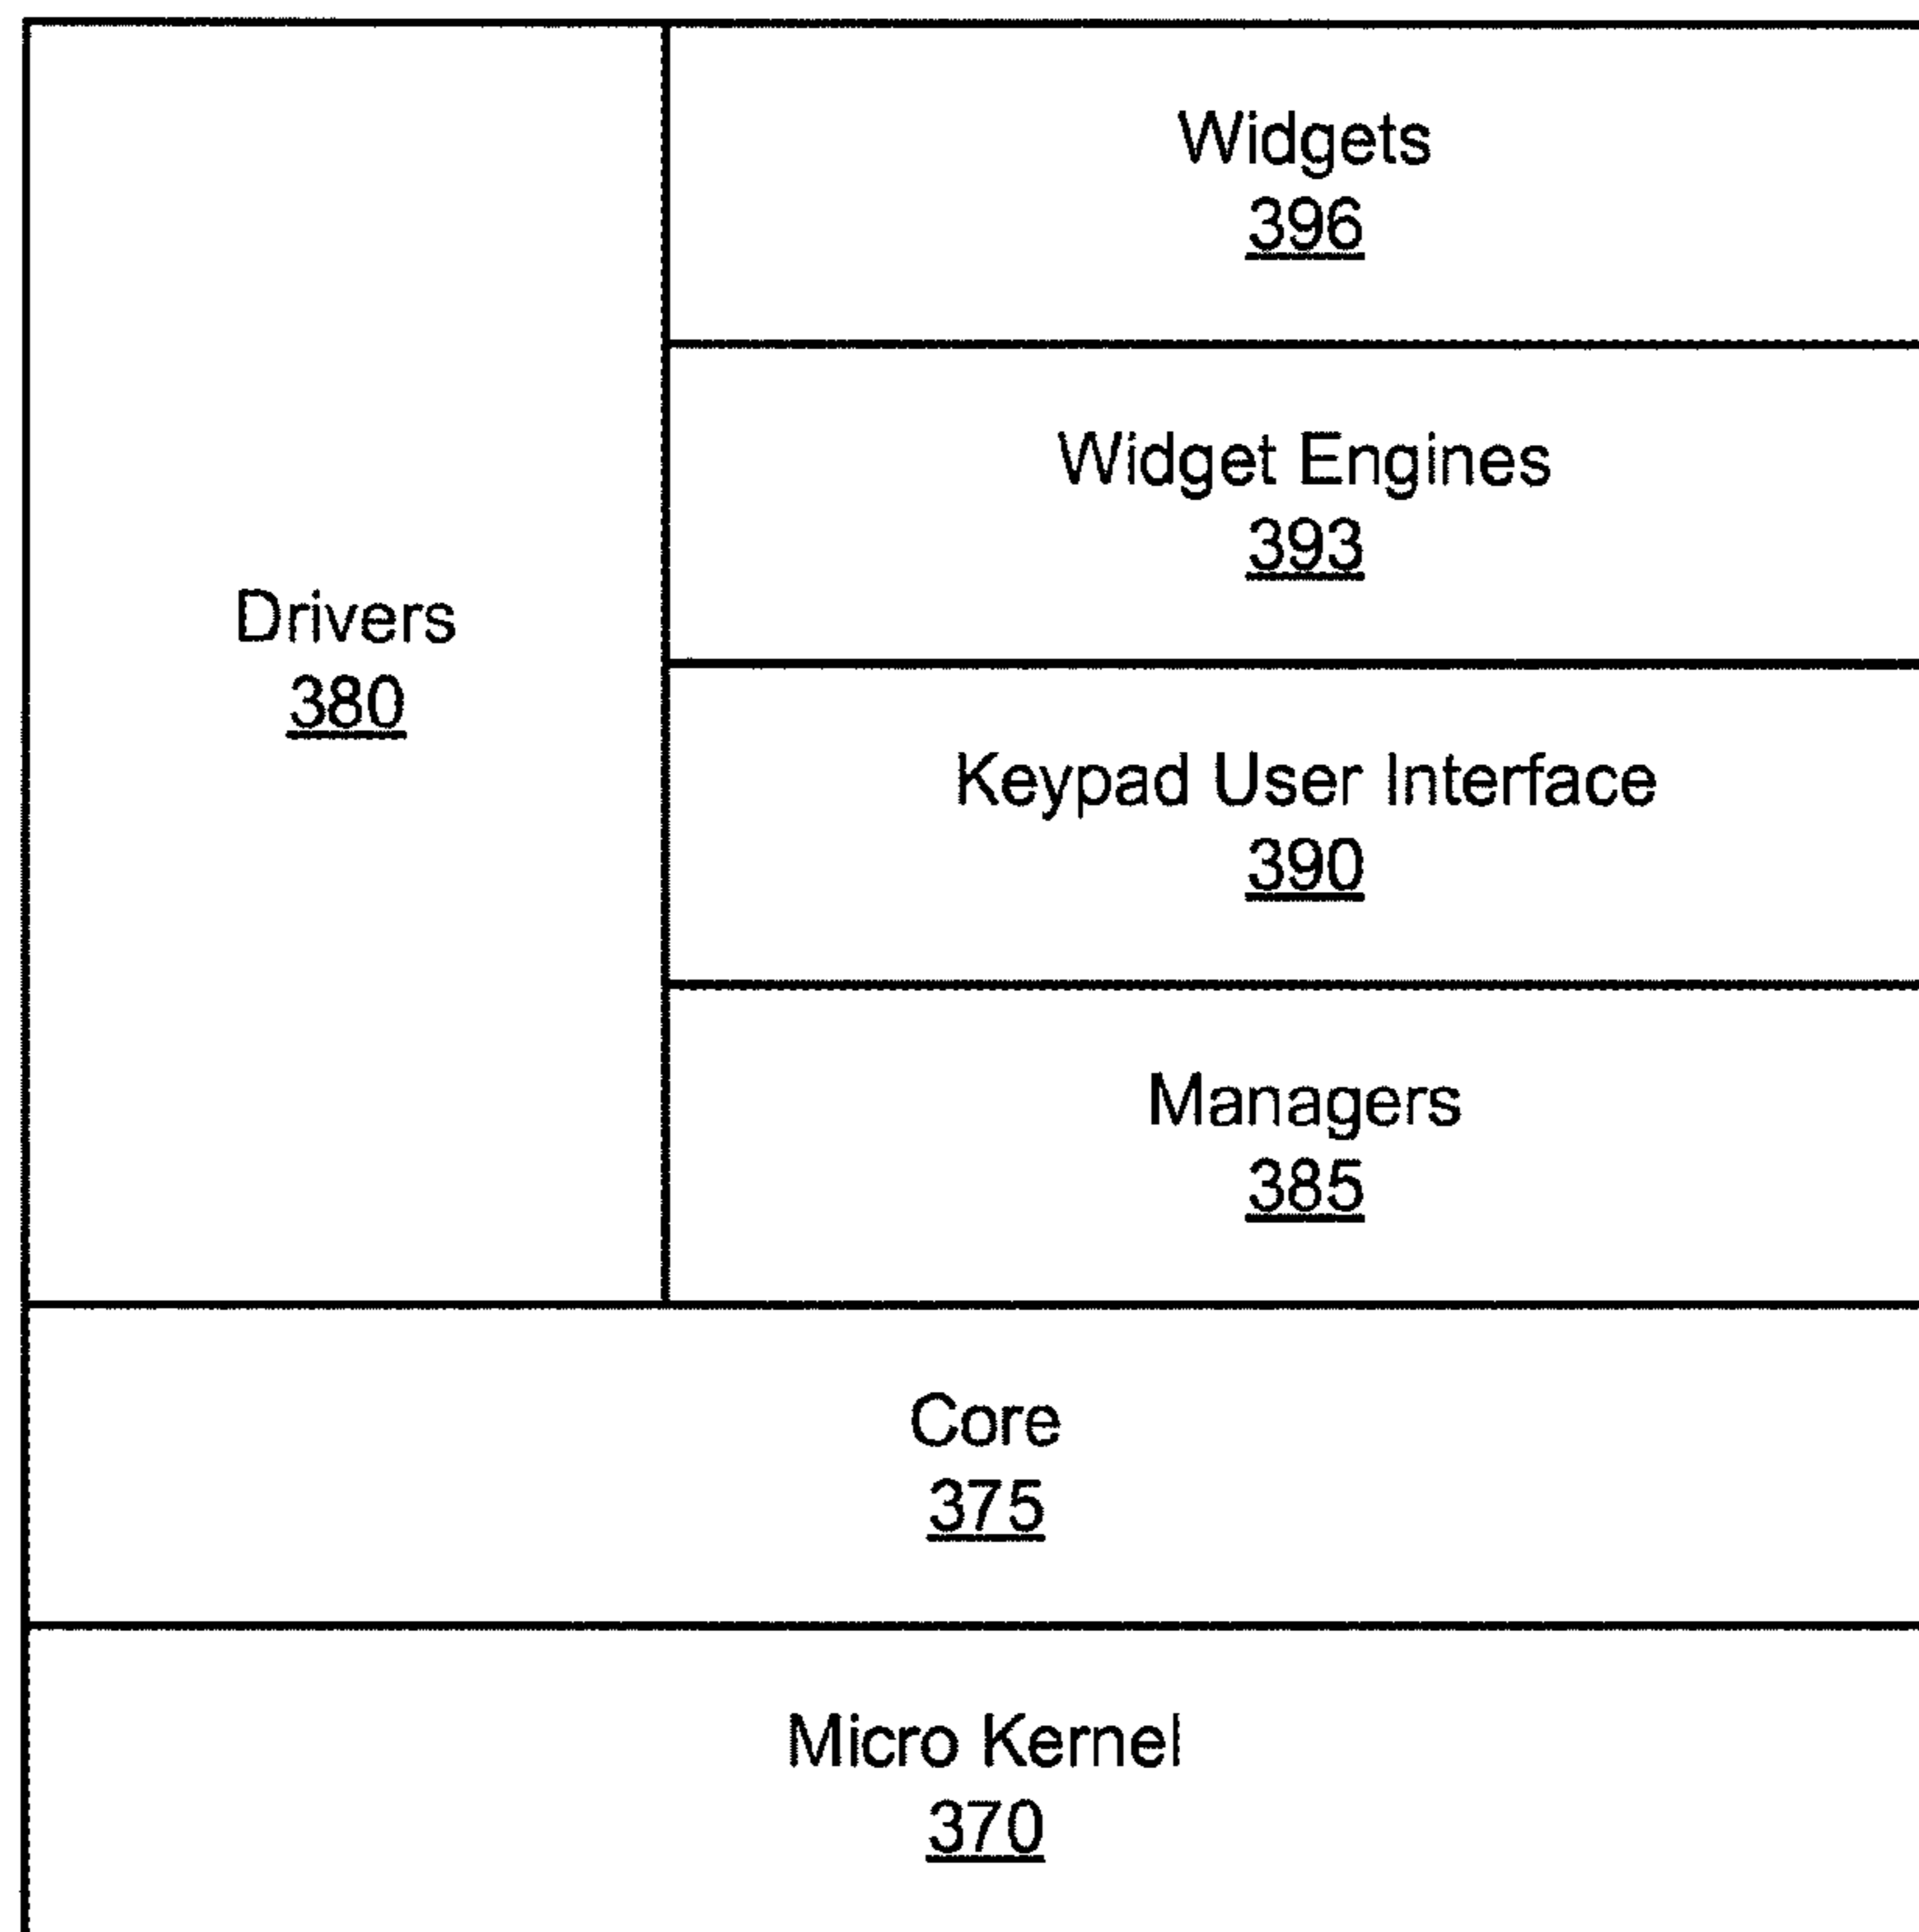 Widgets
396
Widget Engines
393
Drivers
380
Keypad User Interface
390
Managers
385
Core
375
Micro Kernel
370